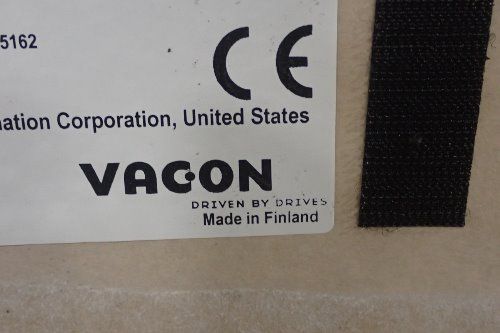 5162
CE
ation Corporation, United States
VACON
DRIVEN BY DRIVES
Made in Finland